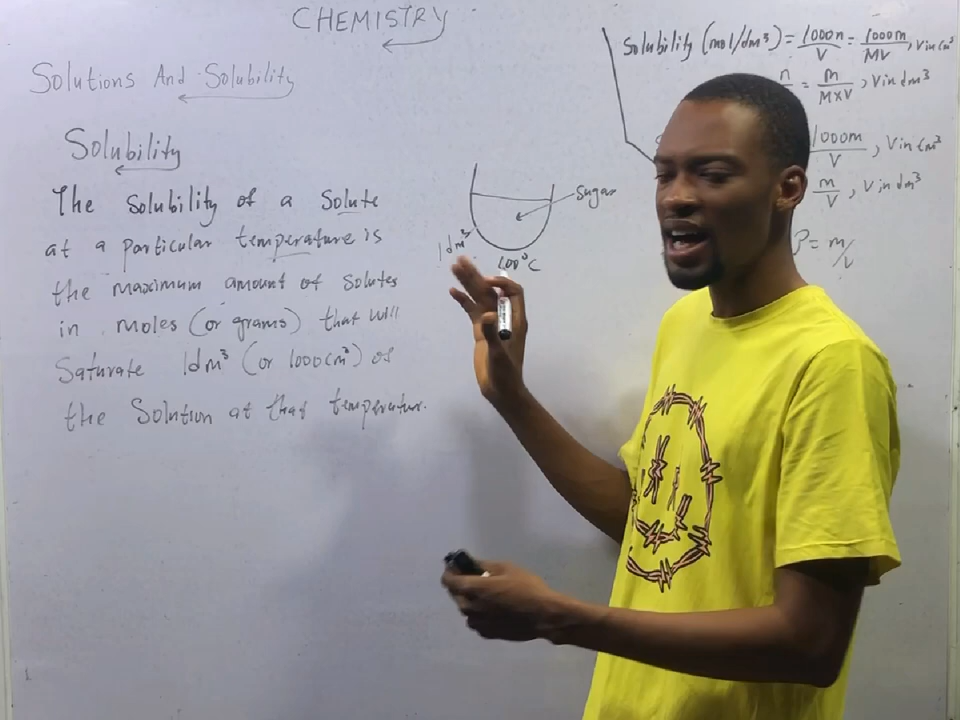 CHEMISTRY
Solutions And Solubility
Solubility
The Solubility of a Solute
at a particular temperature is
the maximum amount of Solutes
in moles (or grams) that will
Saturate 1dm³ (or 1000cm³) of
the Solution at that temperature.
Sugar
1dm³
100°C
Solubility (mol/dm³) = 1000n/V = 1000m/MV, V in cm³
= m/M×V, V in dm³
1000m/V, V in cm³
m/V, V in dm³
P = m/V